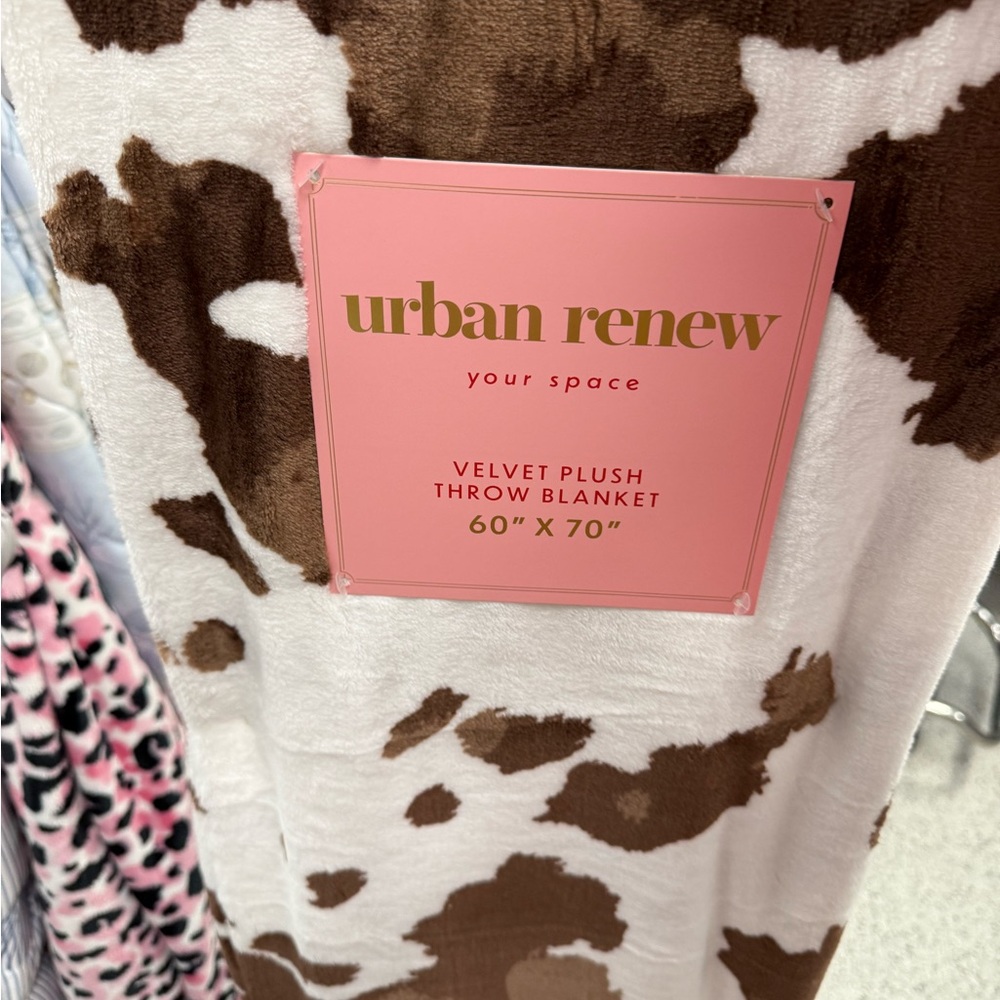 urban renew
your space
VELVET PLUSH
THROW BLANKET
60” X 70”